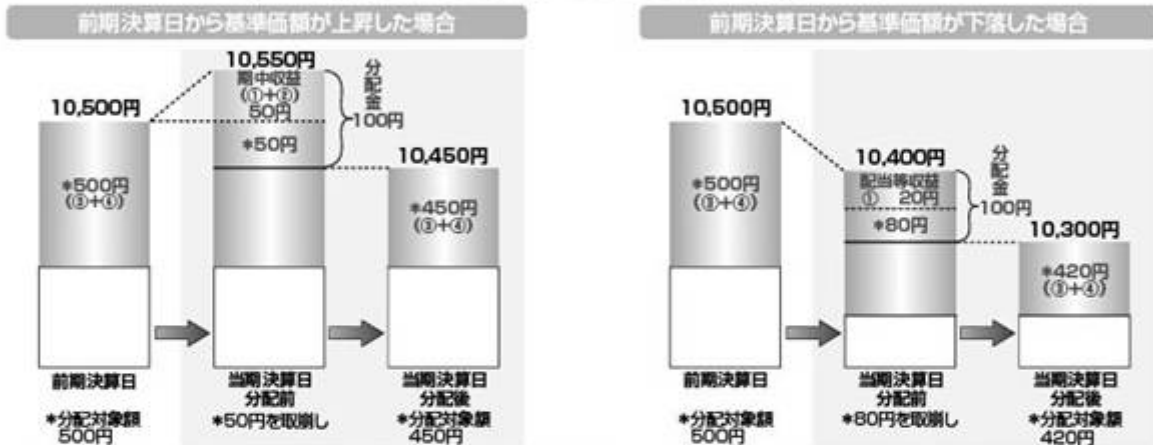 前期決算日から基準価額が上昇した場合
10,550円
期中収益
(①+②)
50円
*50円
分配金
100円
10,500円
*500円
(③+④)
10,450円
*450円
(③+④)
前期決算日
*分配対象額
500円
当期決算日
分配前
*50円を取崩し
当期決算日
分配後
*分配対象額
450円
前期決算日から基準価額が下落した場合
10,500円
*500円
(③+④)
10,400円
配当等収益
① 20円
*80円
分配金
100円
10,300円
*420円
(③+④)
前期決算日
*分配対象額
500円
当期決算日
分配前
*80円を取崩し
当期決算日
分配後
*分配対象額
420円